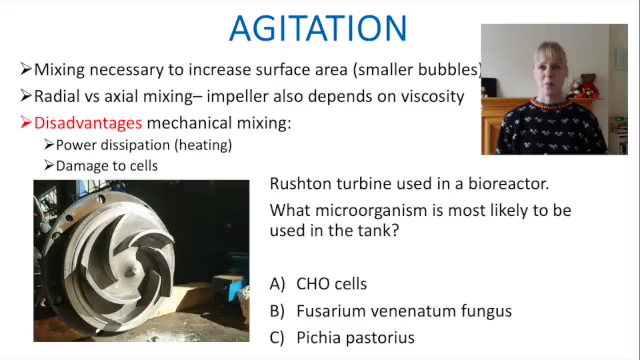 AGITATION
➢Mixing necessary to increase surface area (smaller bubbles)
➢Radial vs axial mixing– impeller also depends on viscosity
➢Disadvantages mechanical mixing:
➢Power dissipation (heating)
➢Damage to cells
Rushton turbine used in a bioreactor.
What microorganism is most likely to be
used in the tank?
A) CHO cells
B) Fusarium venenatum fungus
C) Pichia pastorius